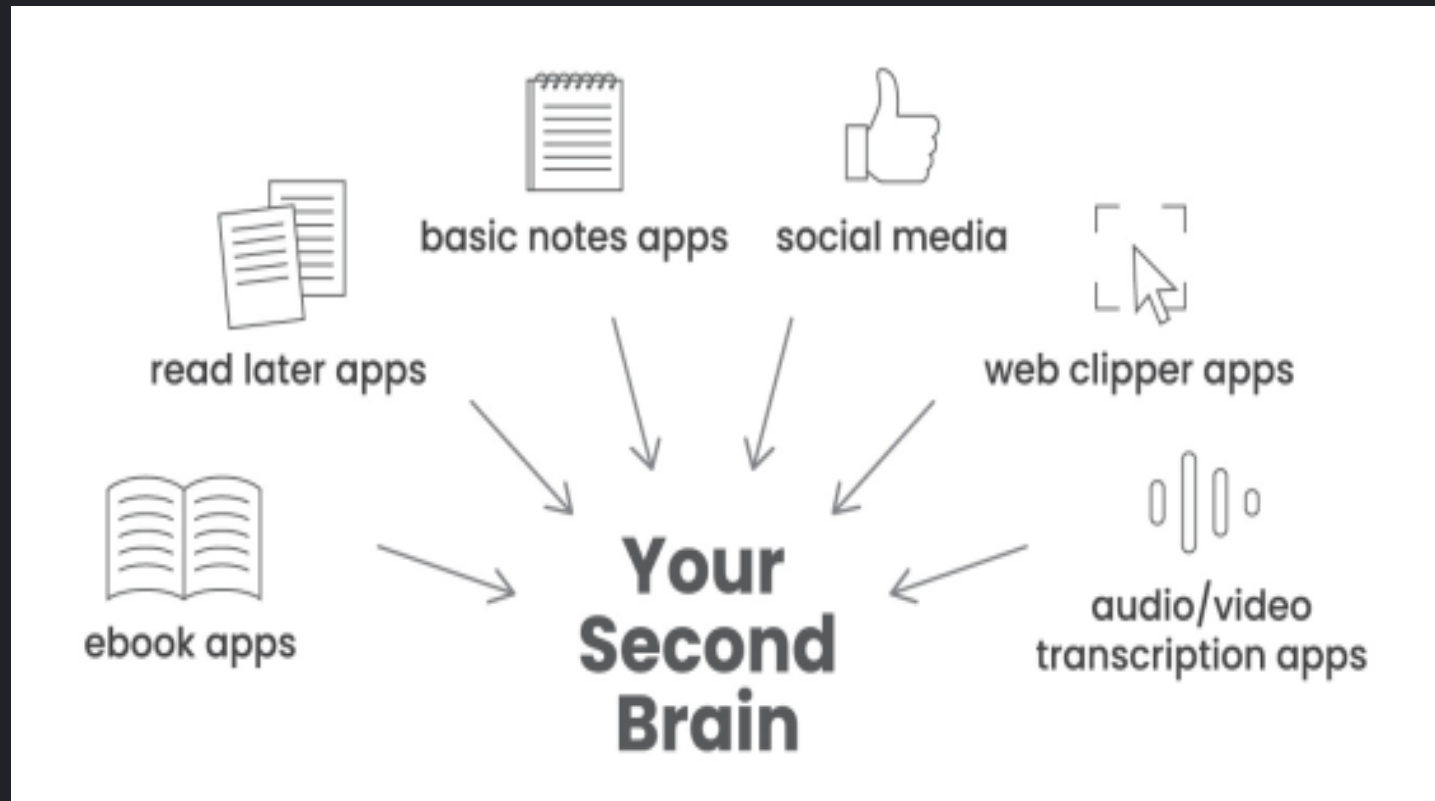 basic notes apps
social media
read later apps
web clipper apps
ebook apps
audio/video
transcription apps
Your
Second
Brain